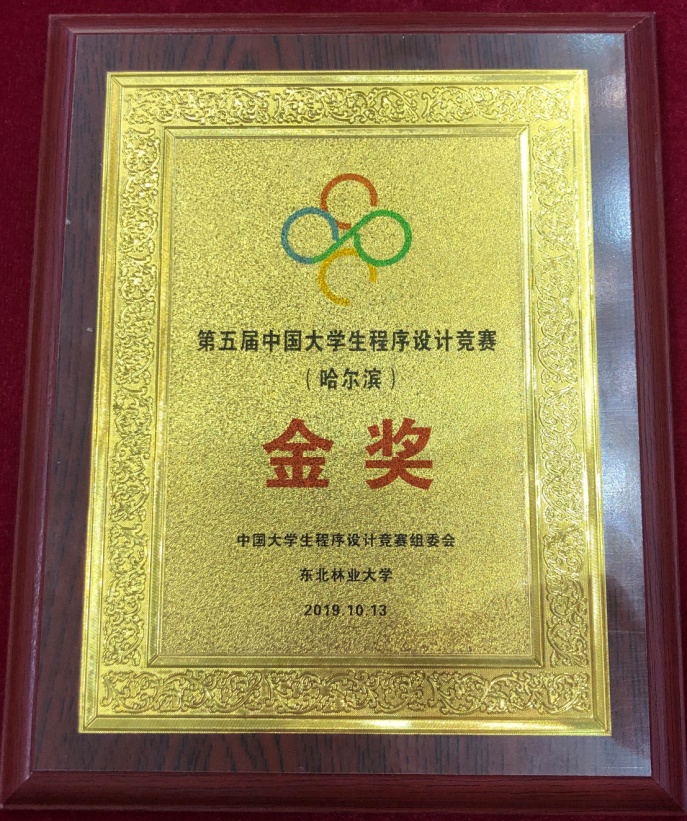 第五届中国大学生程序设计竞赛
（哈尔滨）
金奖
中国大学生程序设计竞赛组委会
东北林业大学
2019.10.13